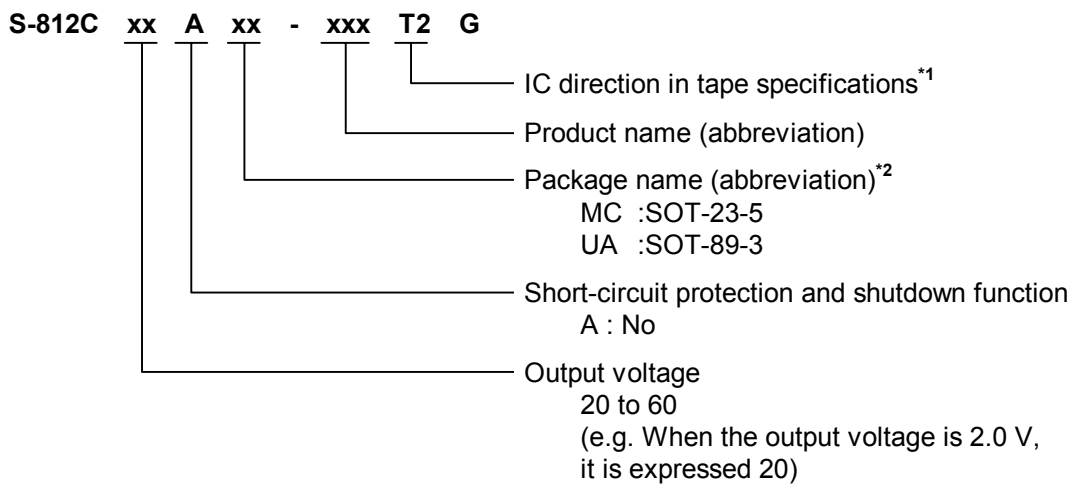 S-812C xx A xx - xxx T2 G
IC direction in tape specifications*1
Product name (abbreviation)
Package name (abbreviation)*2
MC :SOT-23-5
UA :SOT-89-3
Short-circuit protection and shutdown function
A : No
Output voltage
20 to 60
(e.g. When the output voltage is 2.0 V,
it is expressed 20)